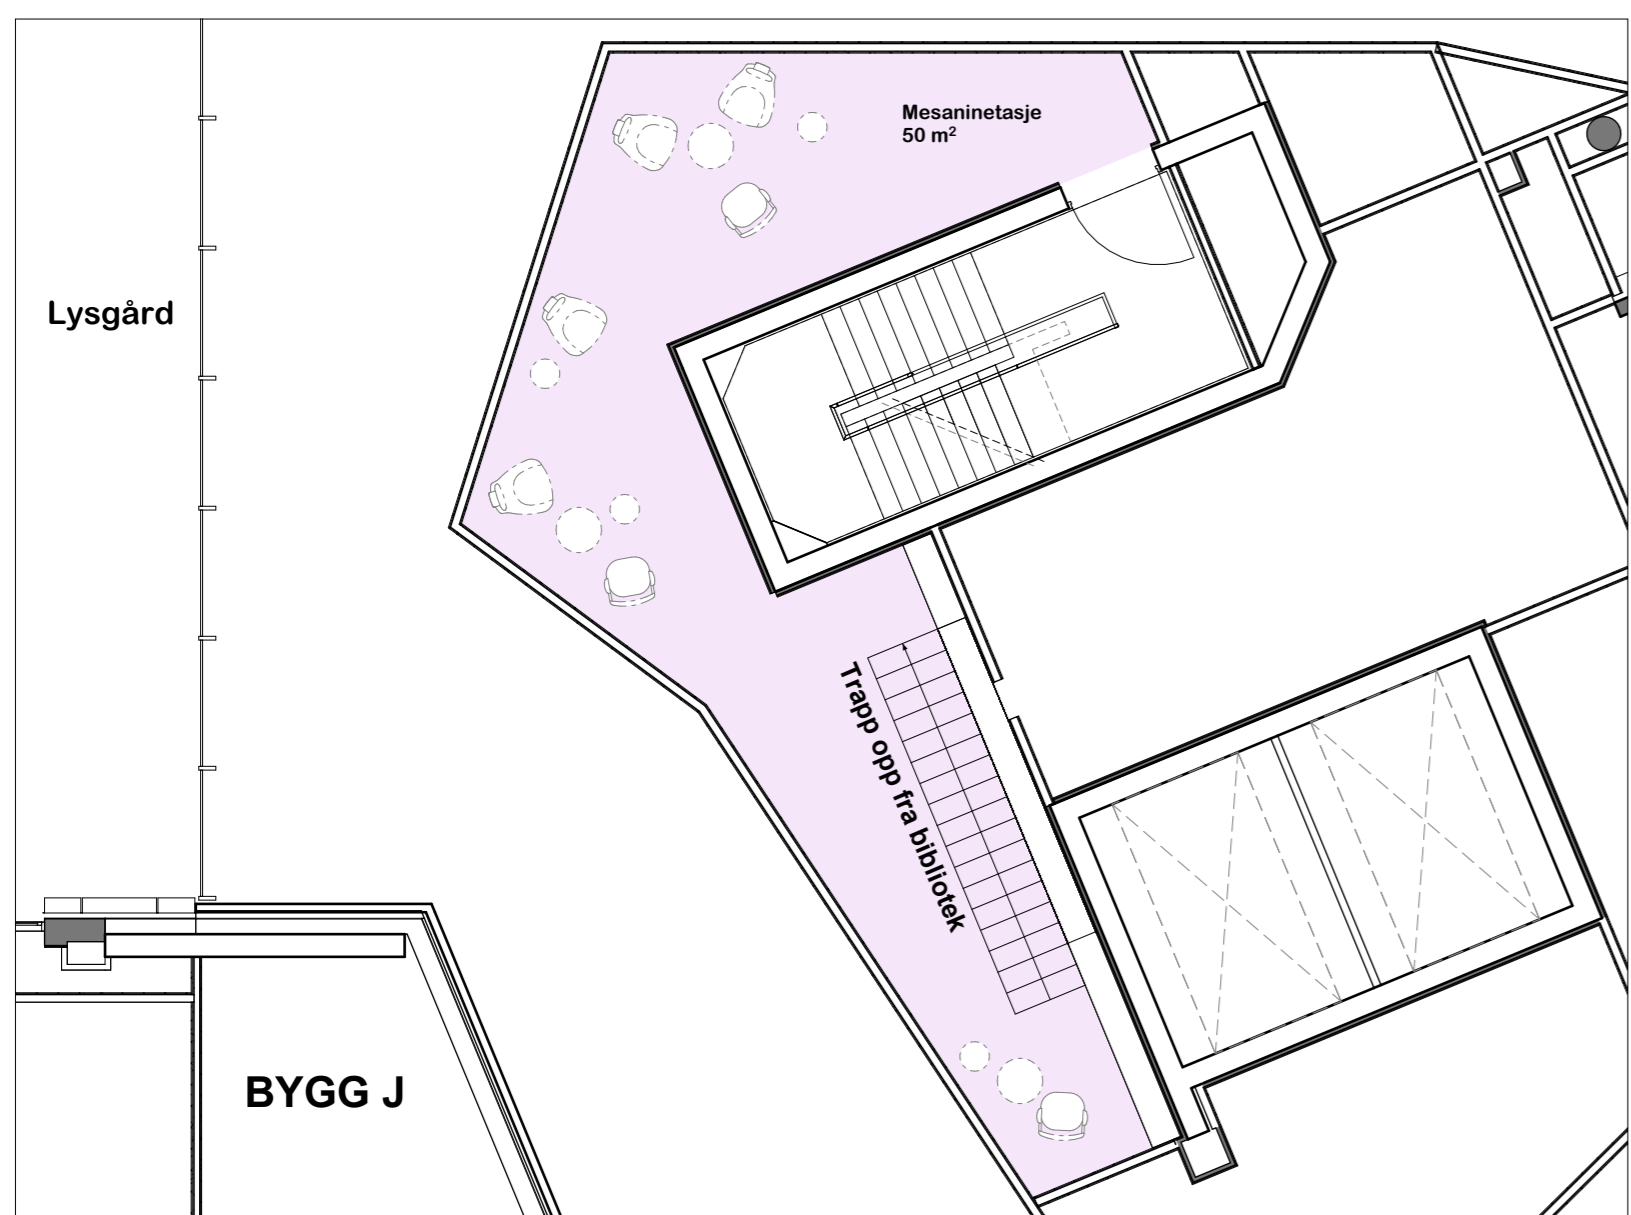 Mesaninetasje
50 m²
Lysgård
Trapp opp fra bibliotek
BYGG J